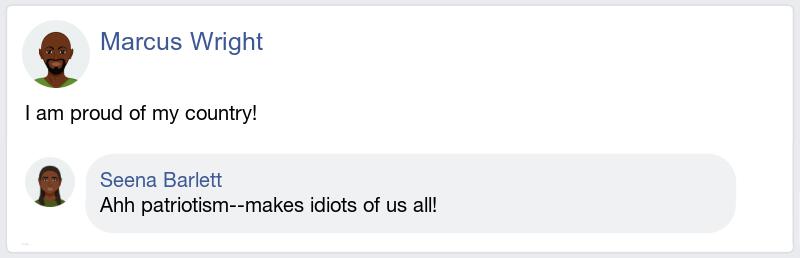 Marcus Wright
I am proud of my country!
Seena Barlett
Ahh patriotism--makes idiots of us all!